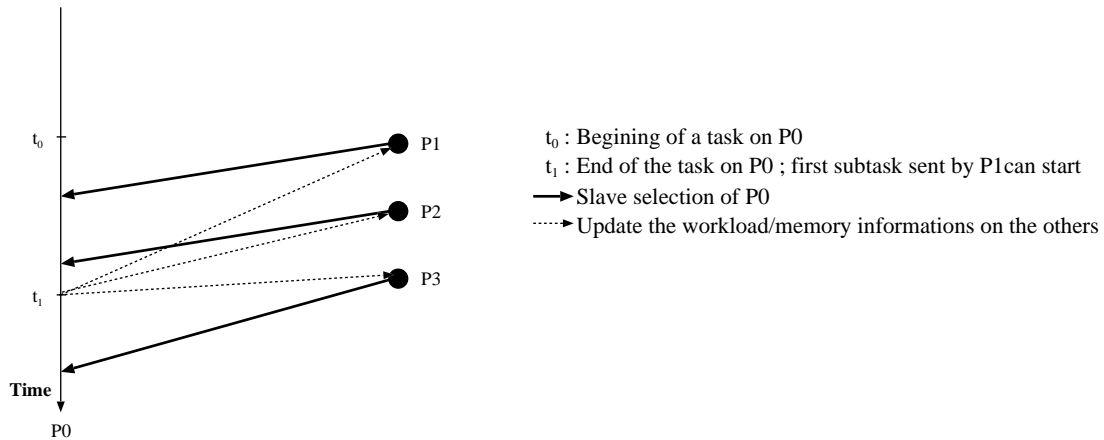 t0 : Begining of a task on P0
t0
P1
t1 : End of the task on P0 ; first subtask sent by P1can start
Slave selection of P0
P2
Update the workload/memory informations on the others
P3
t1
Time
P0